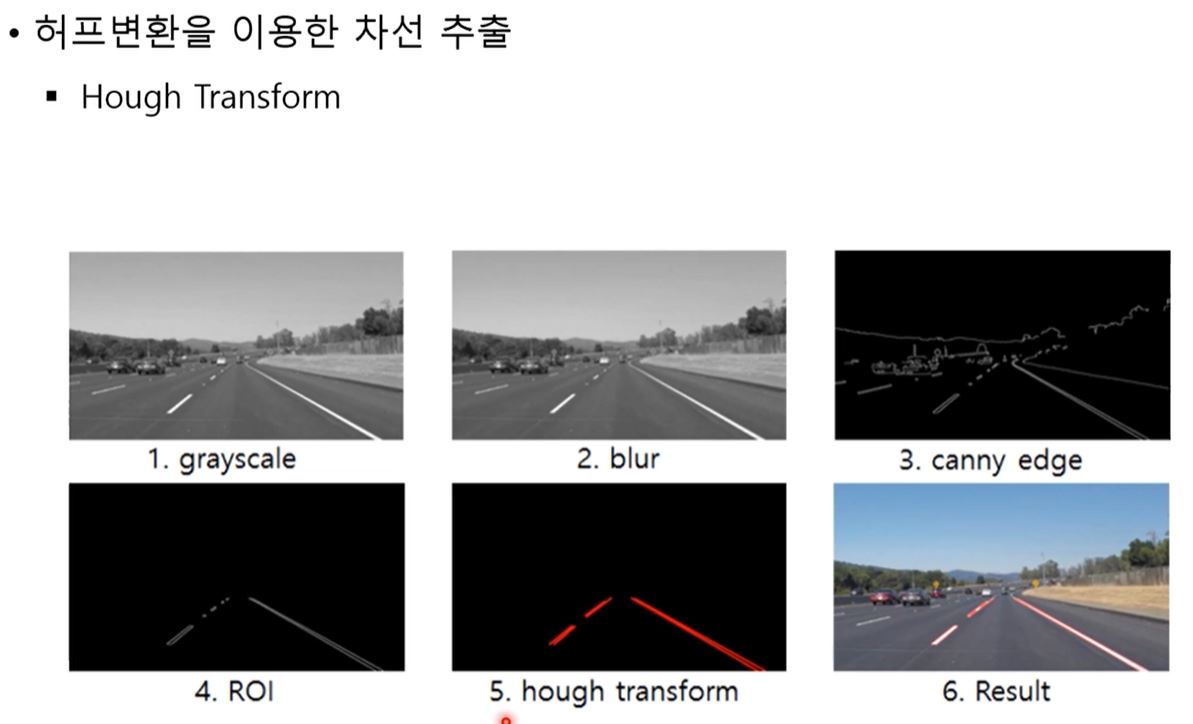 • 허프변환을 이용한 차선 추출
▪ Hough Transform
1. grayscale
2. blur
3. canny edge
4. ROI
5. hough transform
6. Result